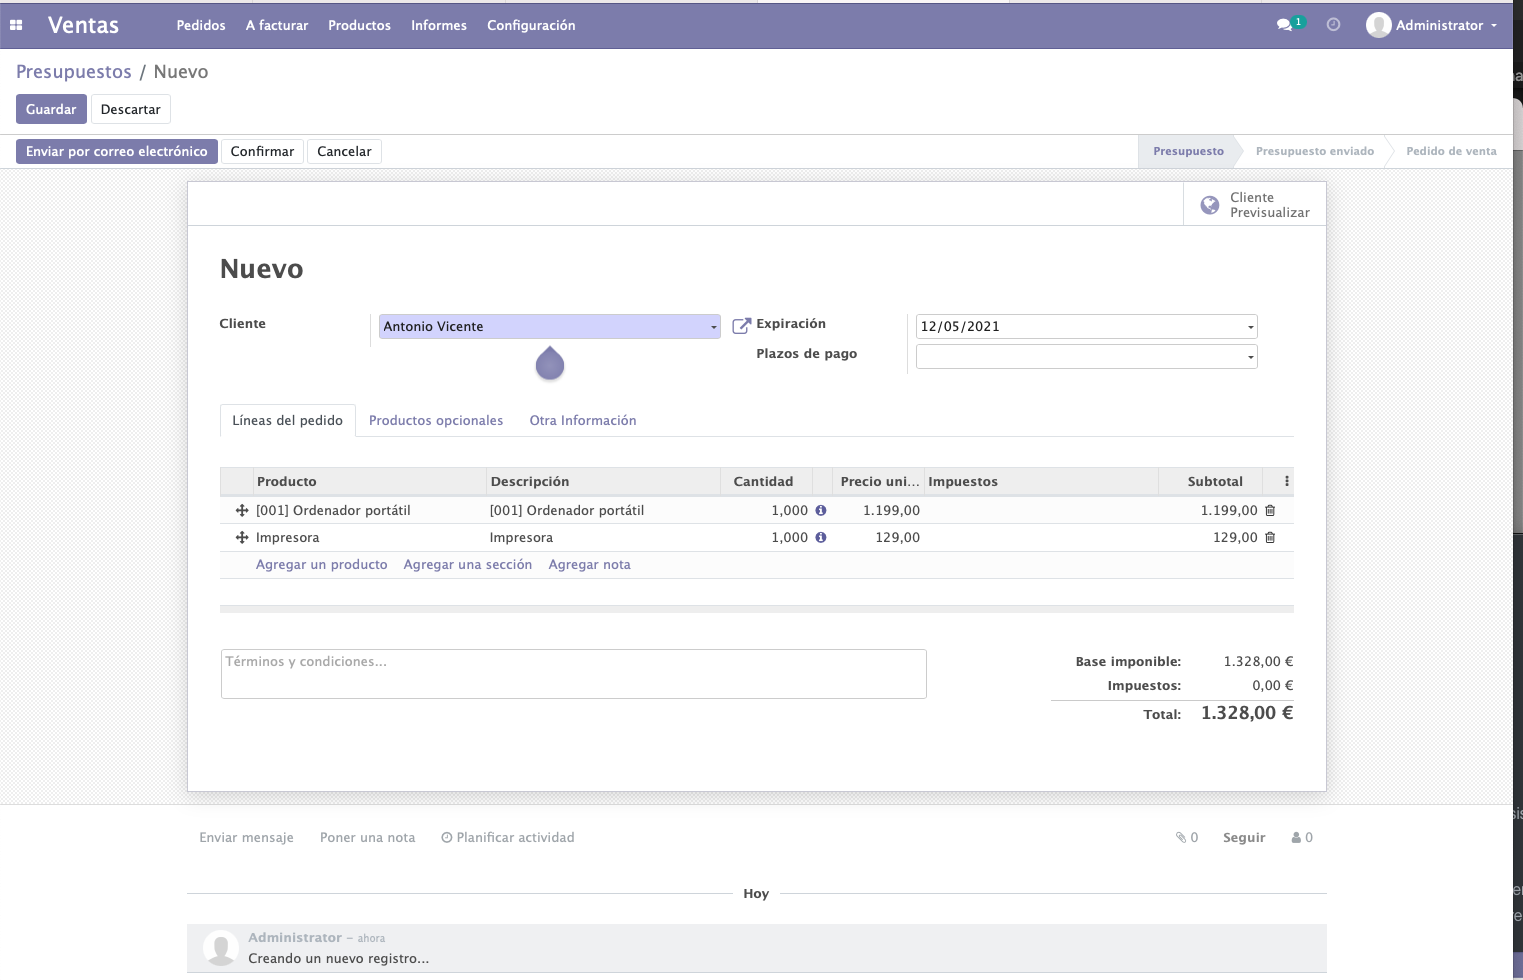 Ventas Pedidos A facturar Productos Informes Configuración 1 Administrator
Presupuestos / Nuevo
Guardar Descartar
Enviar por correo electrónico Confirmar Cancelar Presupuesto Presupuesto enviado Pedido de venta
Cliente
Previsualizar
Nuevo
Cliente Antonio Vicente Expiración 12/05/2021
Plazos de pago
Líneas del pedido Productos opcionales Otra Información
Producto Descripción Cantidad Precio uni... Impuestos Subtotal
[001] Ordenador portátil [001] Ordenador portátil 1,000 1.199,00 1.199,00
Impresora Impresora 1,000 129,00 129,00
Agregar un producto Agregar una sección Agregar nota
Términos y condiciones... Base imponible: 1.328,00 €
Impuestos: 0,00 €
Total: 1.328,00 €
Enviar mensaje Poner una nota Planificar actividad 0 Seguir 0
Hoy
Administrator - ahora
Creando un nuevo registro...